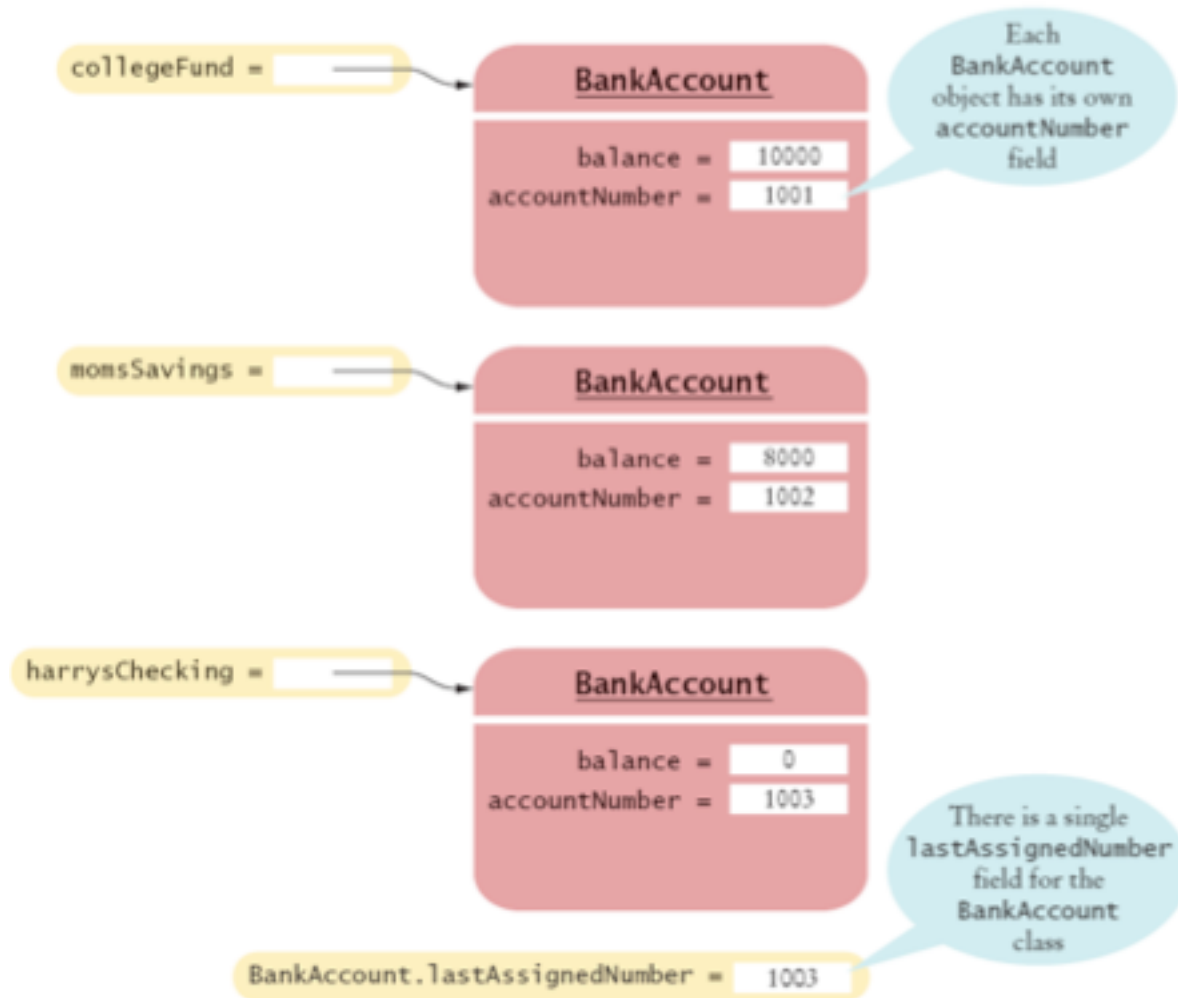 collegeFund =
BankAccount
balance = 10000
accountNumber = 1001
Each
BankAccount
object has its own
accountNumber
field
momsSavings =
BankAccount
balance = 8000
accountNumber = 1002
harrysChecking =
BankAccount
balance = 0
accountNumber = 1003
There is a single
lastAssignedNumber
field for the
BankAccount
class
BankAccount.lastAssignedNumber = 1003